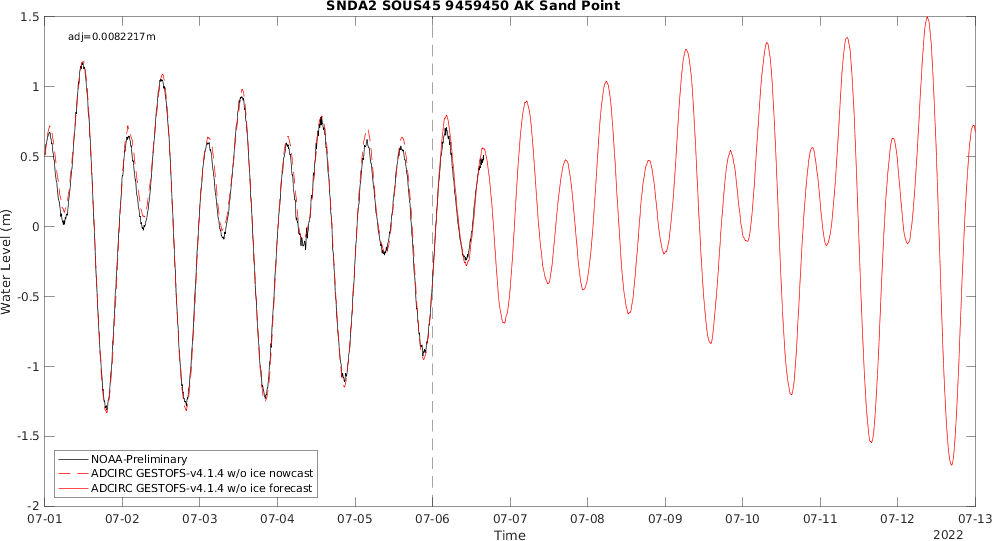 SNDA2 SOUS45 9459450 AK Sand Point
adj=0.0082217m
1.5
1
0.5
0
-0.5
-1
-1.5
-2
Water Level (m)
NOAA-Preliminary
ADCIRC GESTOFS-v4.1.4 w/o ice nowcast
ADCIRC GESTOFS-v4.1.4 w/o ice forecast
07-01 07-02 07-03 07-04 07-05 07-06 07-07 07-08 07-09 07-10 07-11 07-12 07-13
Time
2022